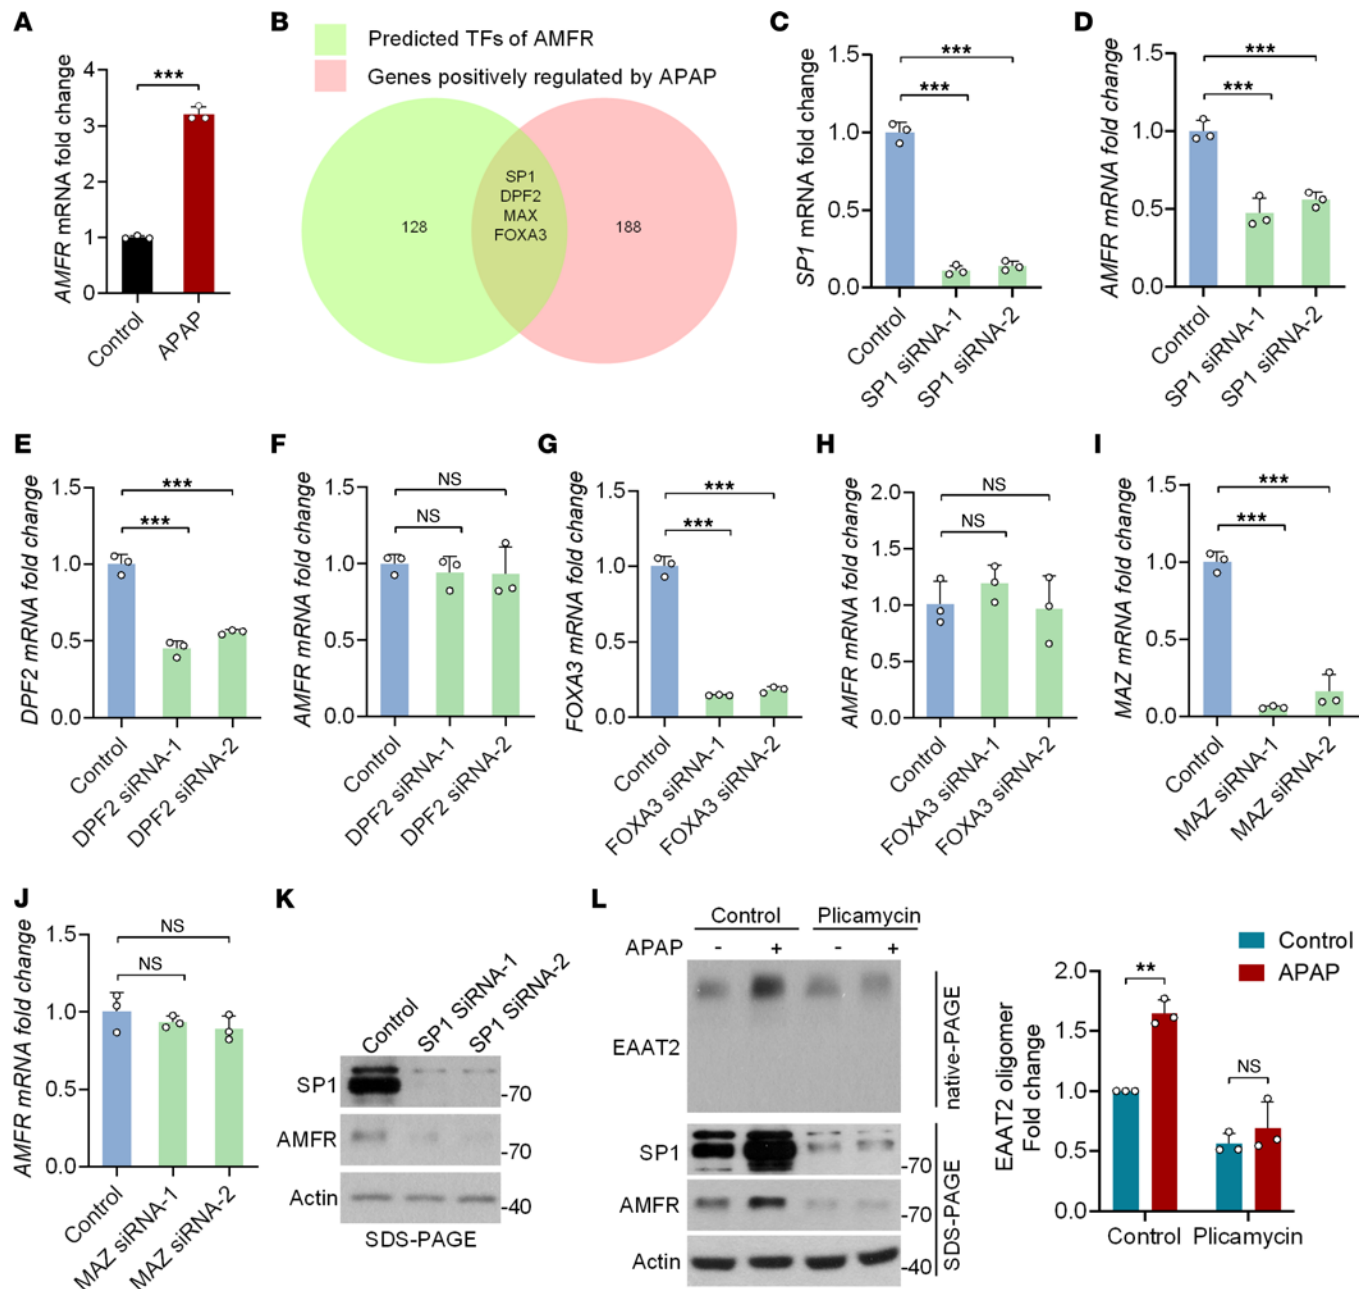 A
AMFR mRNA fold change
4
3
2
1
0
***
Control
APAP
B
Predicted TFs of AMFR
Genes positively regulated by APAP
128
SP1
DPF2
MAX
FOXA3
188
C
SP1 mRNA fold change
1.5
1.0
0.5
0.0
***
***
Control
SP1 siRNA-1
SP1 siRNA-2
D
AMFR mRNA fold change
1.5
1.0
0.5
0.0
***
***
Control
SP1 siRNA-1
SP1 siRNA-2
E
DPF2 mRNA fold change
1.5
1.0
0.5
0.0
***
***
Control
DPF2 siRNA-1
DPF2 siRNA-2
F
AMFR mRNA fold change
1.5
1.0
0.5
0.0
NS
NS
Control
DPF2 siRNA-1
DPF2 siRNA-2
G
FOXA3 mRNA fold change
1.5
1.0
0.5
0.0
***
***
Control
FOXA3 siRNA-1
FOXA3 siRNA-2
H
AMFR mRNA fold change
2.0
1.5
1.0
0.5
0.0
NS
NS
Control
FOXA3 siRNA-1
FOXA3 siRNA-2
I
MAZ mRNA fold change
1.5
1.0
0.5
0.0
***
***
Control
MAZ siRNA-1
MAZ siRNA-2
J
AMFR mRNA fold change
1.5
1.0
0.5
0.0
NS
NS
Control
MAZ siRNA-1
MAZ siRNA-2
K
Control
SP1 SiRNA-1
SP1 SiRNA-2
SP1
-70
AMFR
-70
Actin
-40
SDS-PAGE
L
Control Plicamycin
APAP - + - +
EAAT2
native-PAGE
SP1
-70
AMFR
-70
Actin
-40
SDS-PAGE
Control
APAP
EAAT2 oligomer
Fold change
2.0
1.5
1.0
0.5
0.0
**
NS
Control Plicamycin